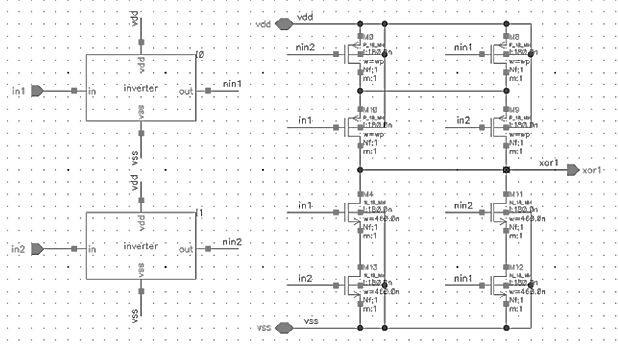 vdd
vdd
I0
in1
in
inverter
out
nin1
vss
vss
vdd
vdd
I1
in2
in
inverter
out
nin2
vss
vss
vdd
vdd
nin2
w=wp
Nf:1
m:1
nin1
M8
w=wp
Nf:1
m:1
in1
M10
w=wp
Nf:1
m:1
in2
M9
w=wp
Nf:1
m:1
xor1
xor1
in1
M4
w=460.0n
Nf:1
m:1
nin2
M11
w=460.0n
Nf:1
m:1
in2
M13
w=460.0n
Nf:1
m:1
nin1
M12
w=460.0n
Nf:1
m:1
vss
vss